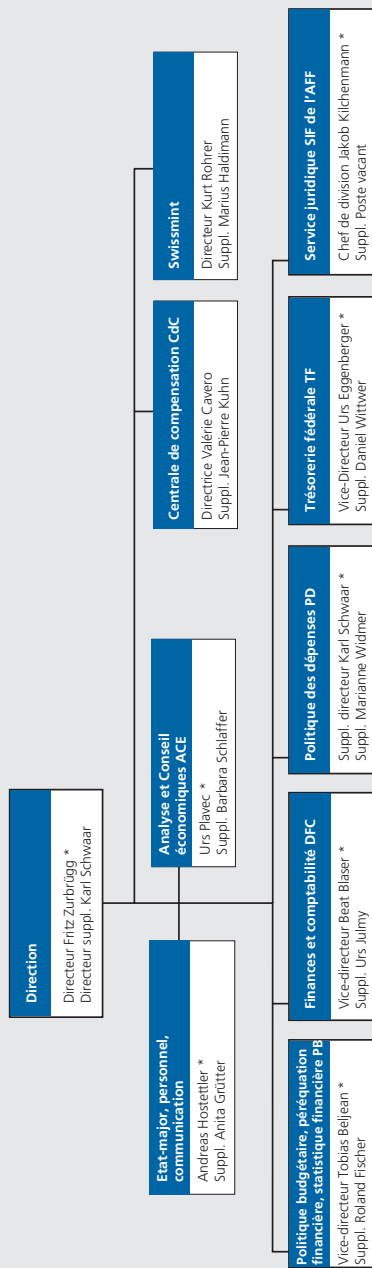 Direction
Directeur Fritz Zurbrügg *
Directeur suppl. Karl Schwaar
Etat-major, personnel,
communication
Andreas Hostettler *
Suppl. Anita Grütter
Analyse et Conseil
économiques ACE
Urs Plavec *
Suppl. Barbara Schlaffer
Centrale de compensation CdC
Directrice Valérie Cavero
Suppl. Jean-Pierre Kuhn
Swissmint
Directeur Kurt Rohrer
Suppl. Marius Haldimann
Politique budgétaire, péréquation
financière, statistique financière PB
Vice-directeur Tobias Beljean *
Suppl. Roland Fischer
Finances et comptabilité DFC
Vice-directeur Beat Blaser *
Suppl. Urs Julmy
Politique des dépenses PD
Suppl. directeur Karl Schwaar *
Suppl. Marianne Widmer
Trésorerie fédérale TF
Vice-Directeur Urs Eggenberger *
Suppl. Daniel Wittwer
Service juridique SIF de l'AFF
Chef de division Jakob Kilchenmann *
Suppl. Poste vacant